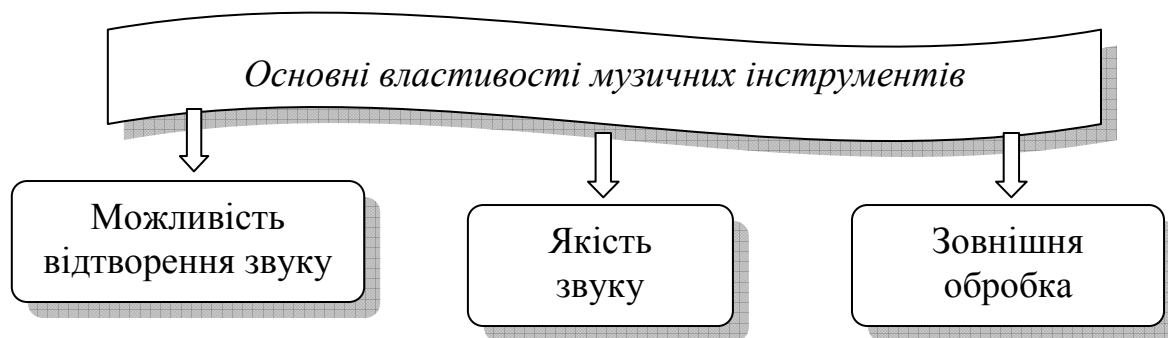 Основні властивості музичних інструментів
Можливість
відтворення звуку
Якість
звуку
Зовнішня
обробка